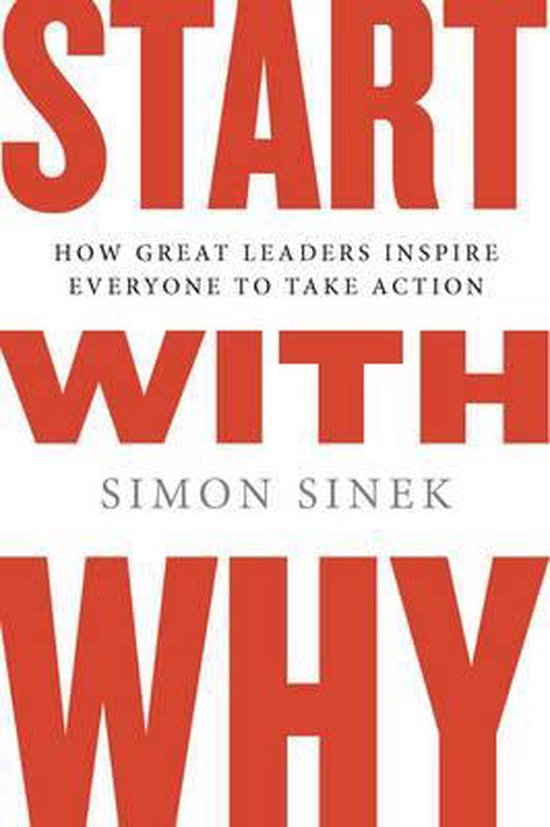 START
HOW GREAT LEADERS INSPIRE
EVERYONE TO TAKE ACTION
WITH
SIMON SINEK
WHY